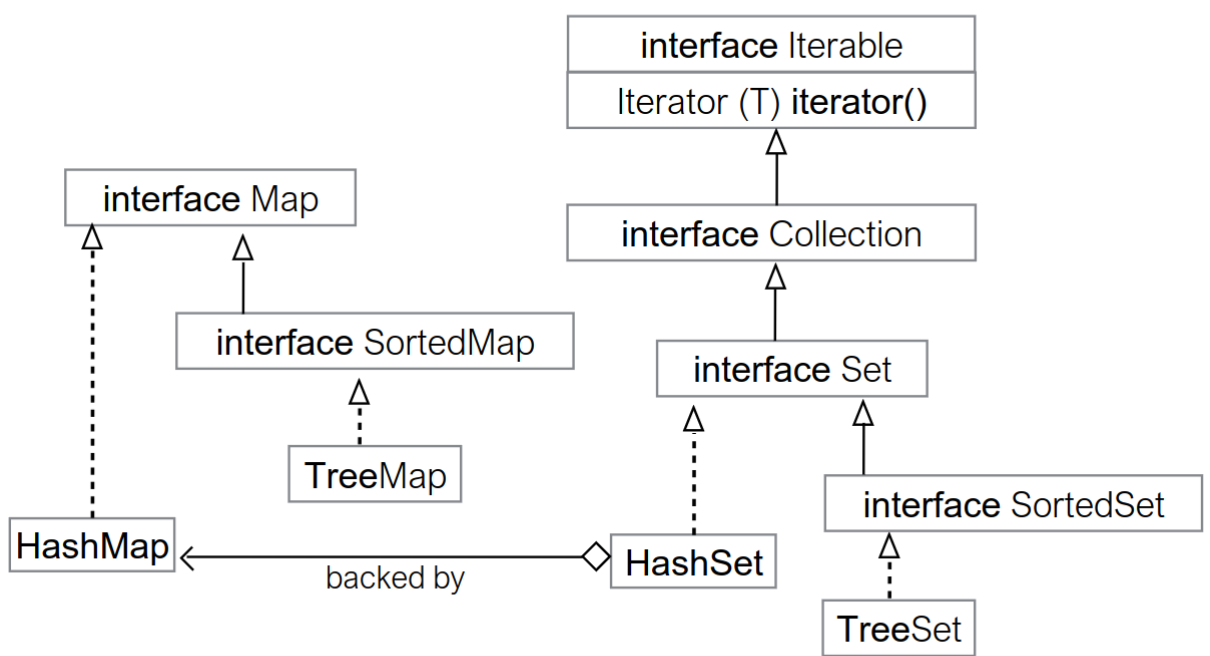 interface Iterable
Iterator (T) iterator()
interface Map
interface Collection
interface SortedMap
interface Set
TreeMap
interface SortedSet
HashMap
backed by
HashSet
TreeSet